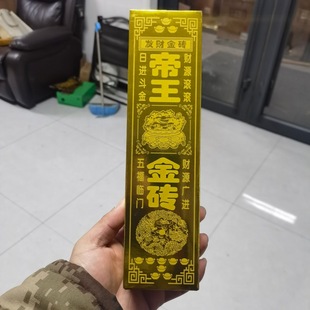 发财金砖
帝王
财源滚滚
日进斗金
金砖
财源广进
五福临门